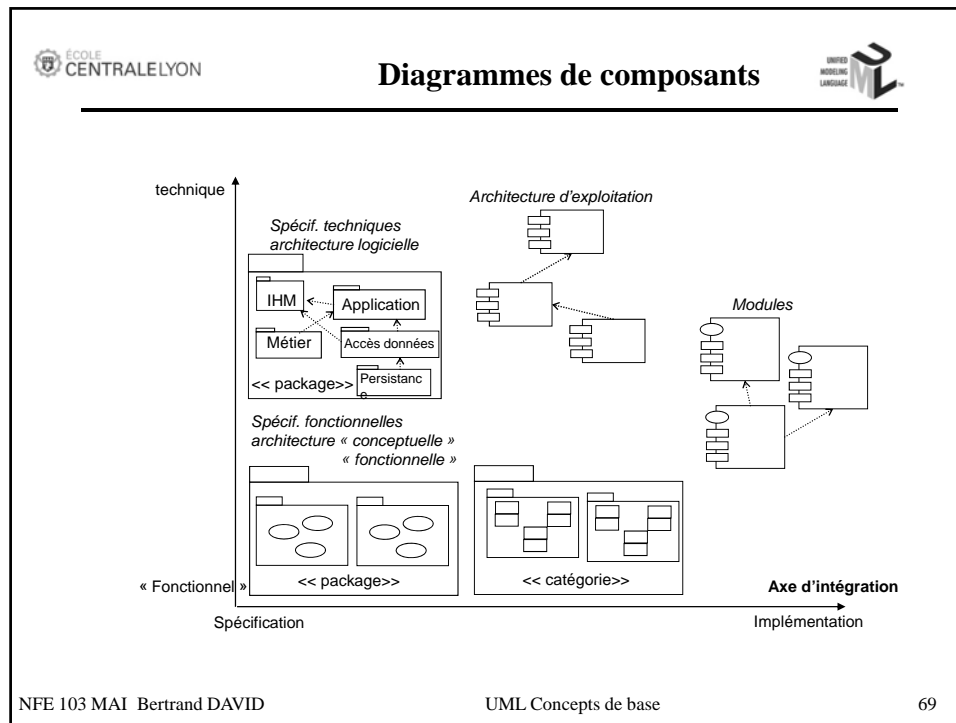 ÉCOLE
CENTRALELYON
Diagrammes de composants
UNIFIED
MODELING
LANGUAGE
UML
TM
technique
Architecture d'exploitation
Spécif. techniques
architecture logicielle
IHM
Application
Modules
Métier
Accès données
<< package>>
Persistanc
e
Spécif. fonctionnelles
architecture « conceptuelle »
« fonctionnelle »
<< package>>
<< catégorie>>
« Fonctionnel »
Axe d'intégration
Spécification
Implémentation
NFE 103 MAI Bertrand DAVID
UML Concepts de base
69